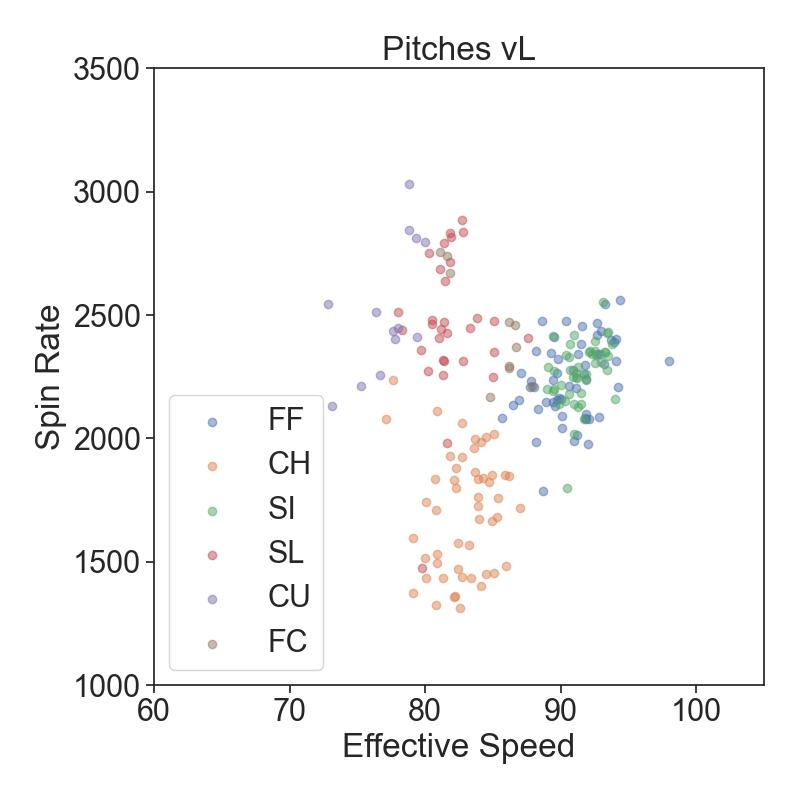 Pitches vL
3500
3000
2500
2000
1500
1000
Spin Rate
FF
CH
SI
SL
CU
FC
60 70 80 90 100
Effective Speed